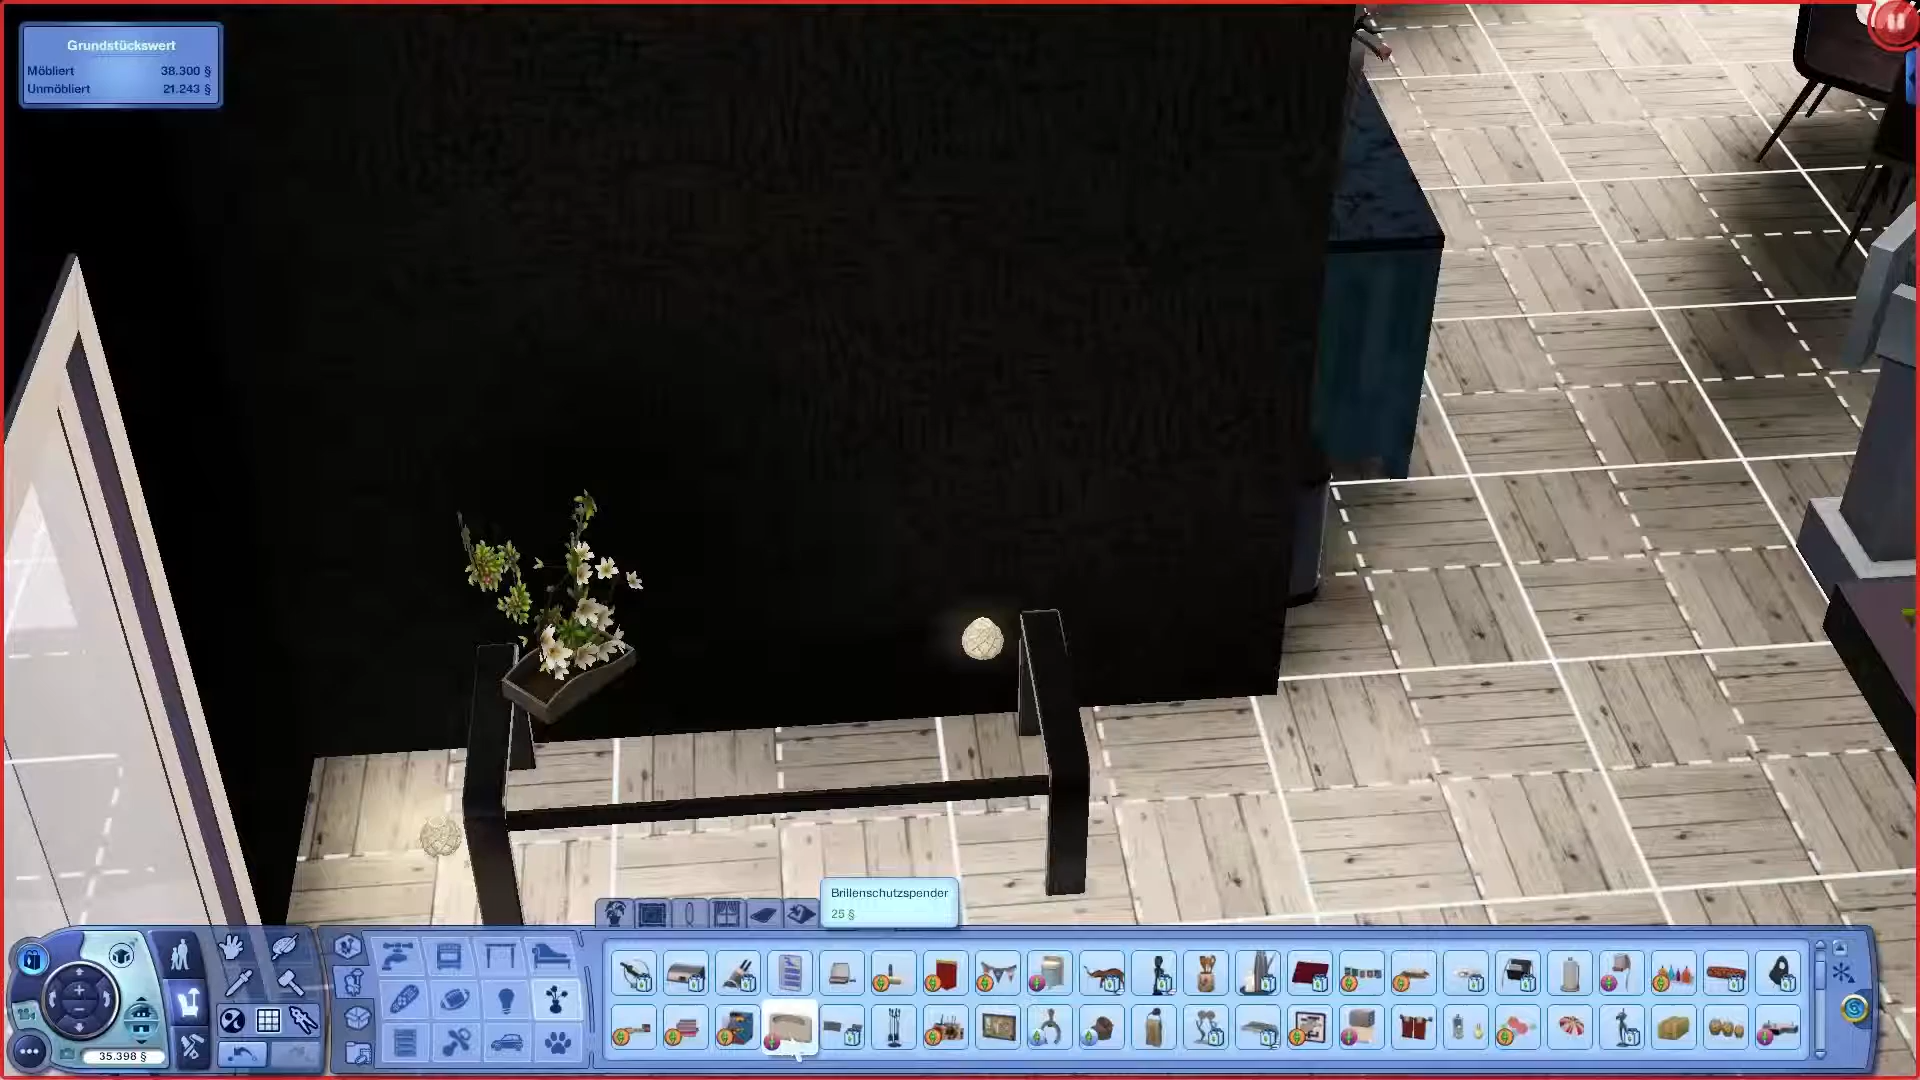 Grundstückswert
Möbliert 38.300 §
Unmöbliert 21.243 §
Brillenschutzspender
25 §
35.398 §